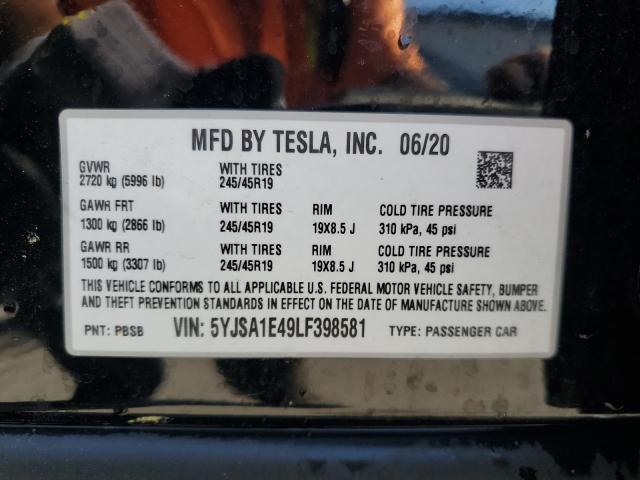 MFD BY TESLA, INC. 06/20
GVWR WITH TIRES
2720 kg (5996 lb) 245/45R19
GAWR FRT WITH TIRES RIM COLD TIRE PRESSURE
1300 kg (2866 lb) 245/45R19 19X8.5 J 310 kPa, 45 psi
GAWR RR WITH TIRES RIM COLD TIRE PRESSURE
1500 kg (3307 lb) 245/45R19 19X8.5 J 310 kPa, 45 psi
THIS VEHICLE CONFORMS TO ALL APPLICABLE U.S. FEDERAL MOTOR VEHICLE SAFETY, BUMPER
AND THEFT PREVENTION STANDARDS IN EFFECT ON THE DATE OF MANUFACTURE SHOWN ABOVE.
PNT: PBSB VIN: 5YJSA1E49LF398581 TYPE: PASSENGER CAR